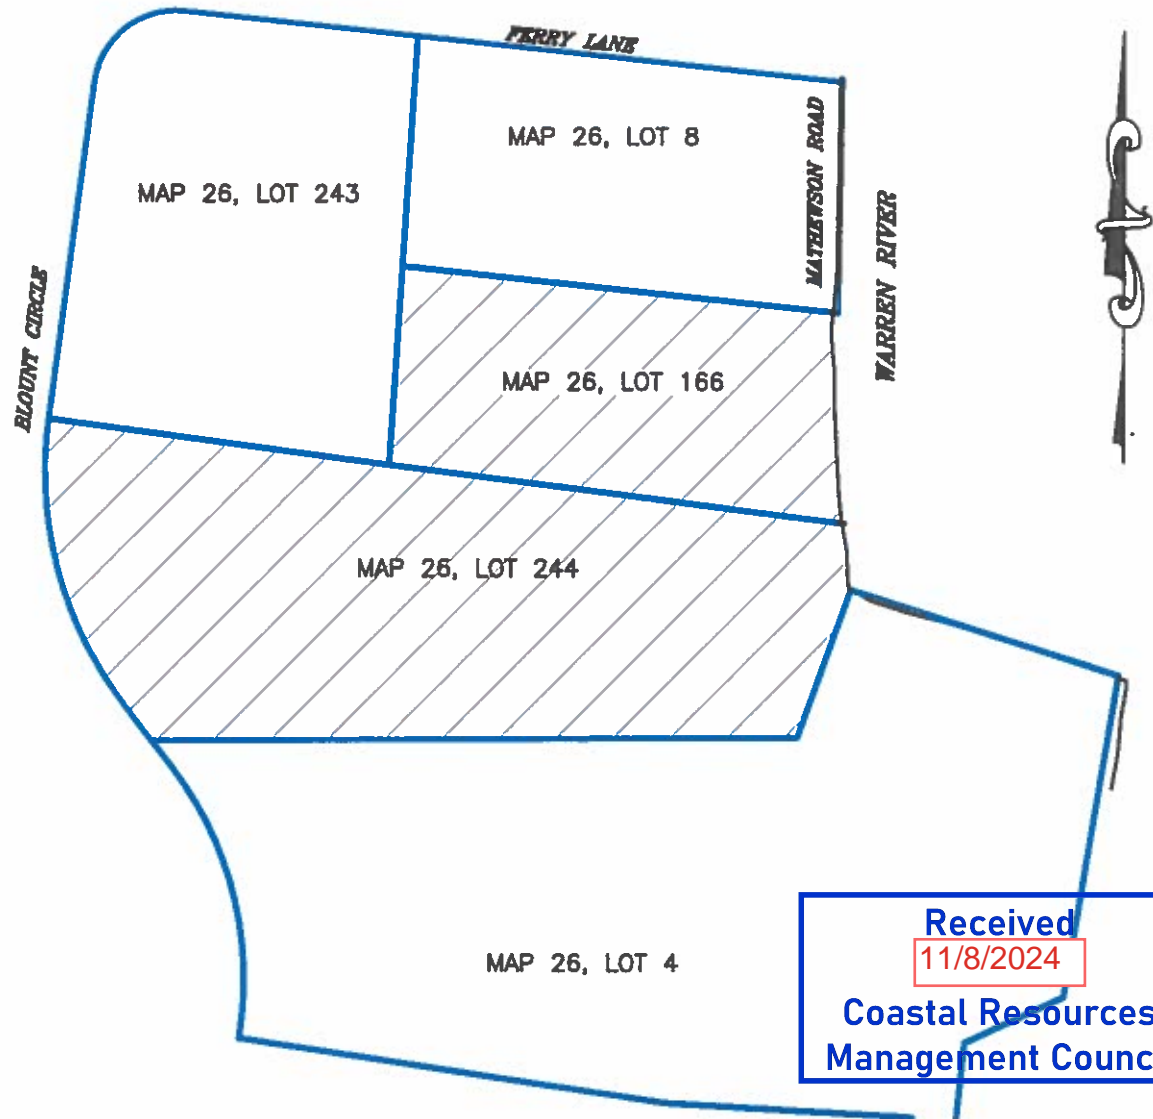 FERRY LANE
MAP 26, LOT 8
MATHEWSON ROAD
MAP 26, LOT 243
WARREN RIVER
BLOUNT CIRCLE
MAP 26, LOT 166
MAP 26, LOT 244
MAP 26, LOT 4
Received
11/8/2024
Coastal Resources
Management Counc